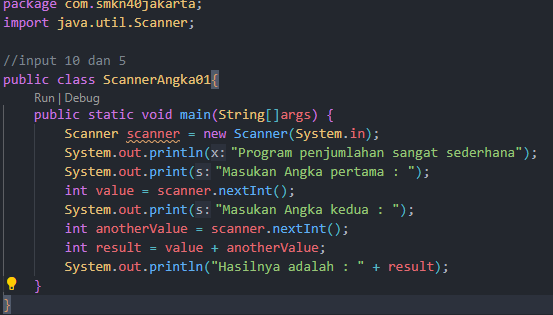 package com.smkn40jakarta;
import java.util.Scanner;
//input 10 dan 5
public class ScannerAngka01{
Run | Debug
public static void main(String[]args) {
Scanner scanner = new Scanner(System.in);
System.out.println(x: "Program penjumlahan sangat sederhana");
System.out.print(s: "Masukan Angka pertama : ");
int value = scanner.nextInt();
System.out.print(s: "Masukan Angka kedua : ");
int anotherValue = scanner.nextInt();
int result = value + anotherValue;
System.out.println("Hasilnya adalah : " + result);
}
}